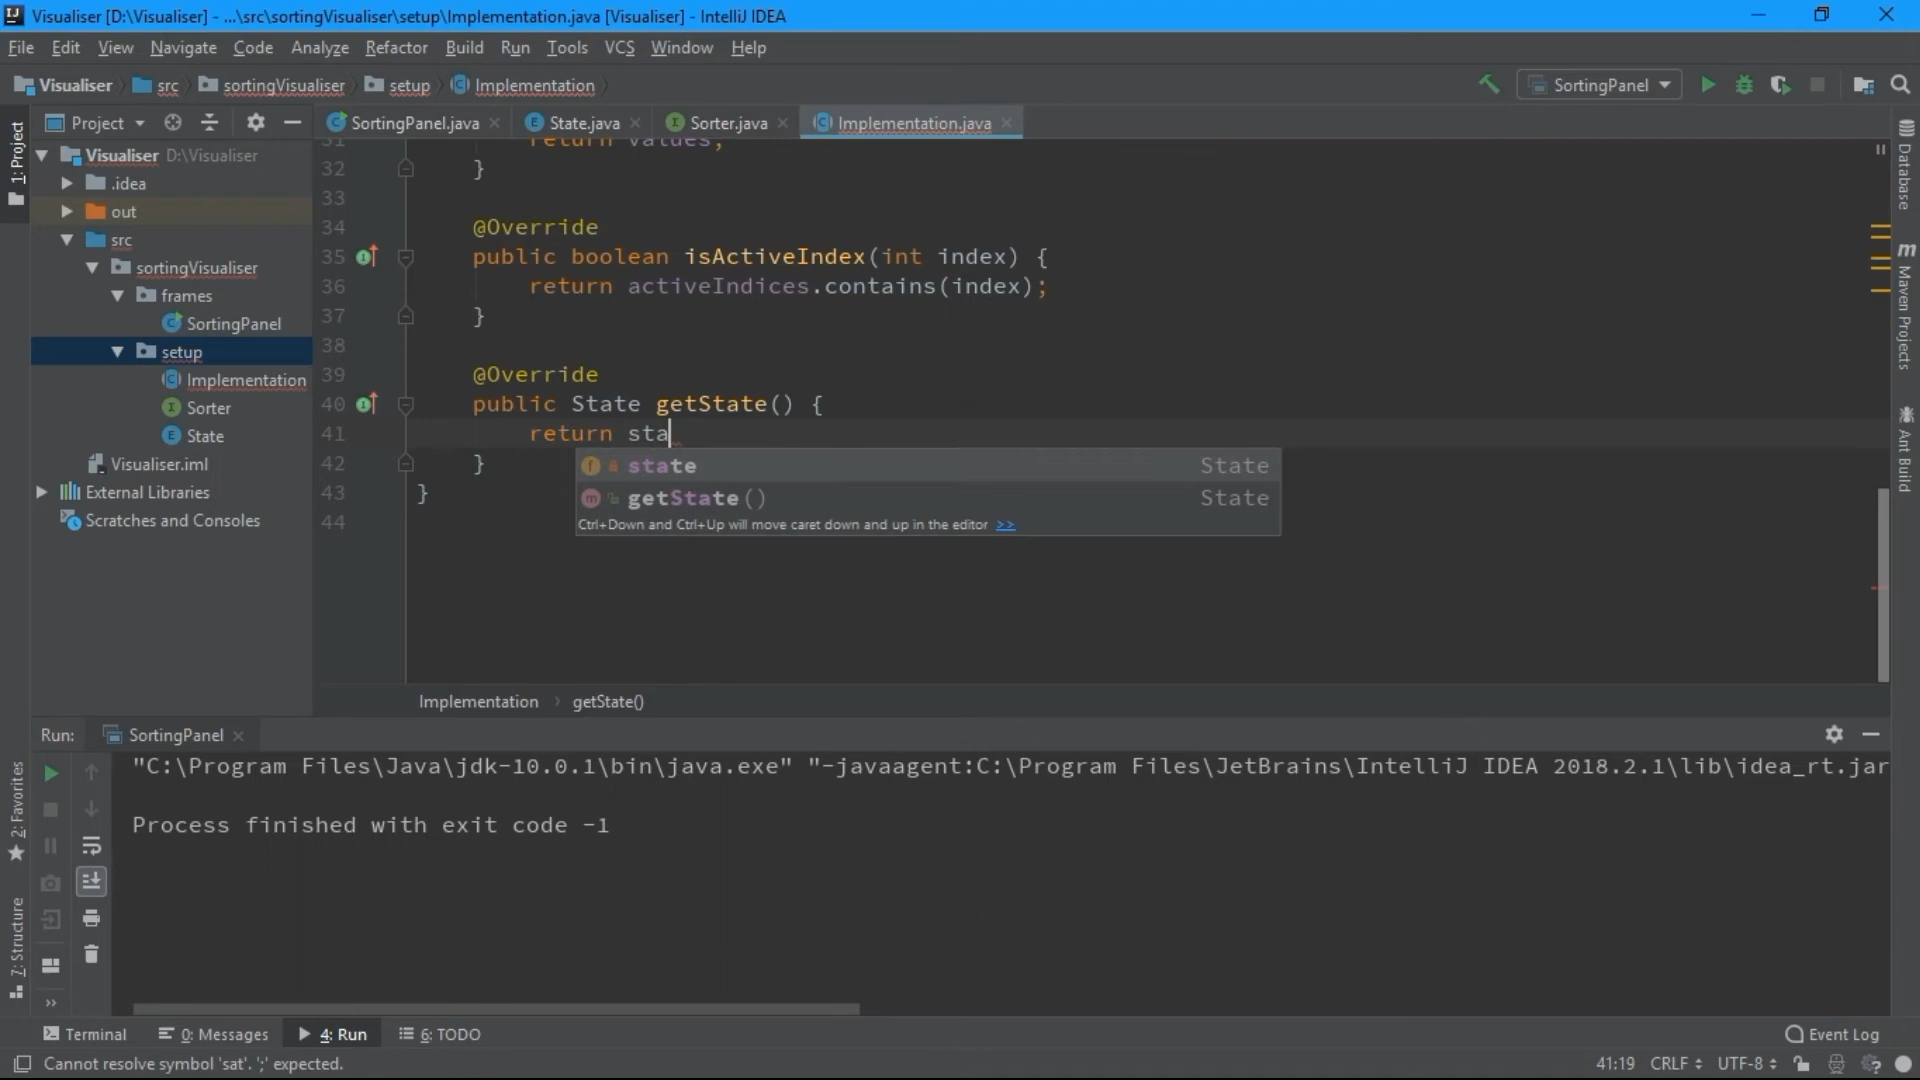 Visualiser [D:\Visualiser] - ...\src\sortingVisualiser\setup\Implementation.java [Visualiser] - IntelliJ IDEA
File Edit View Navigate Code Analyze Refactor Build Run Tools VCS Window Help
Visualiser src sortingVisualiser setup Implementation SortingPanel
1: Project
Project
SortingPanel.java State.java Sorter.java Implementation.java
Visualiser D:\Visualiser
.idea
out
src
sortingVisualiser
frames
SortingPanel
setup
Implementation
Sorter
State
Visualiser.iml
External Libraries
Scratches and Consoles
31 return values;
32 }
33
34 @Override
35 public boolean isActiveIndex(int index) {
36 return activeIndices.contains(index);
37 }
38
39 @Override
40 public State getState() {
41 return sta
42 }
43 }
44
state State
getState() State
Ctrl+Down and Ctrl+Up will move caret down and up in the editor >>
Implementation getState()
Database
Maven Projects
Ant Build
Run: SortingPanel
"C:\Program Files\Java\jdk-10.0.1\bin\java.exe" "-javaagent:C:\Program Files\JetBrains\IntelliJ IDEA 2018.2.1\lib\idea_rt.jar
Process finished with exit code -1
2: Favorites
7: Structure
Terminal 0: Messages 4: Run 6: TODO Event Log
Cannot resolve symbol 'sat'. ';' expected. 41:19 CRLF UTF-8